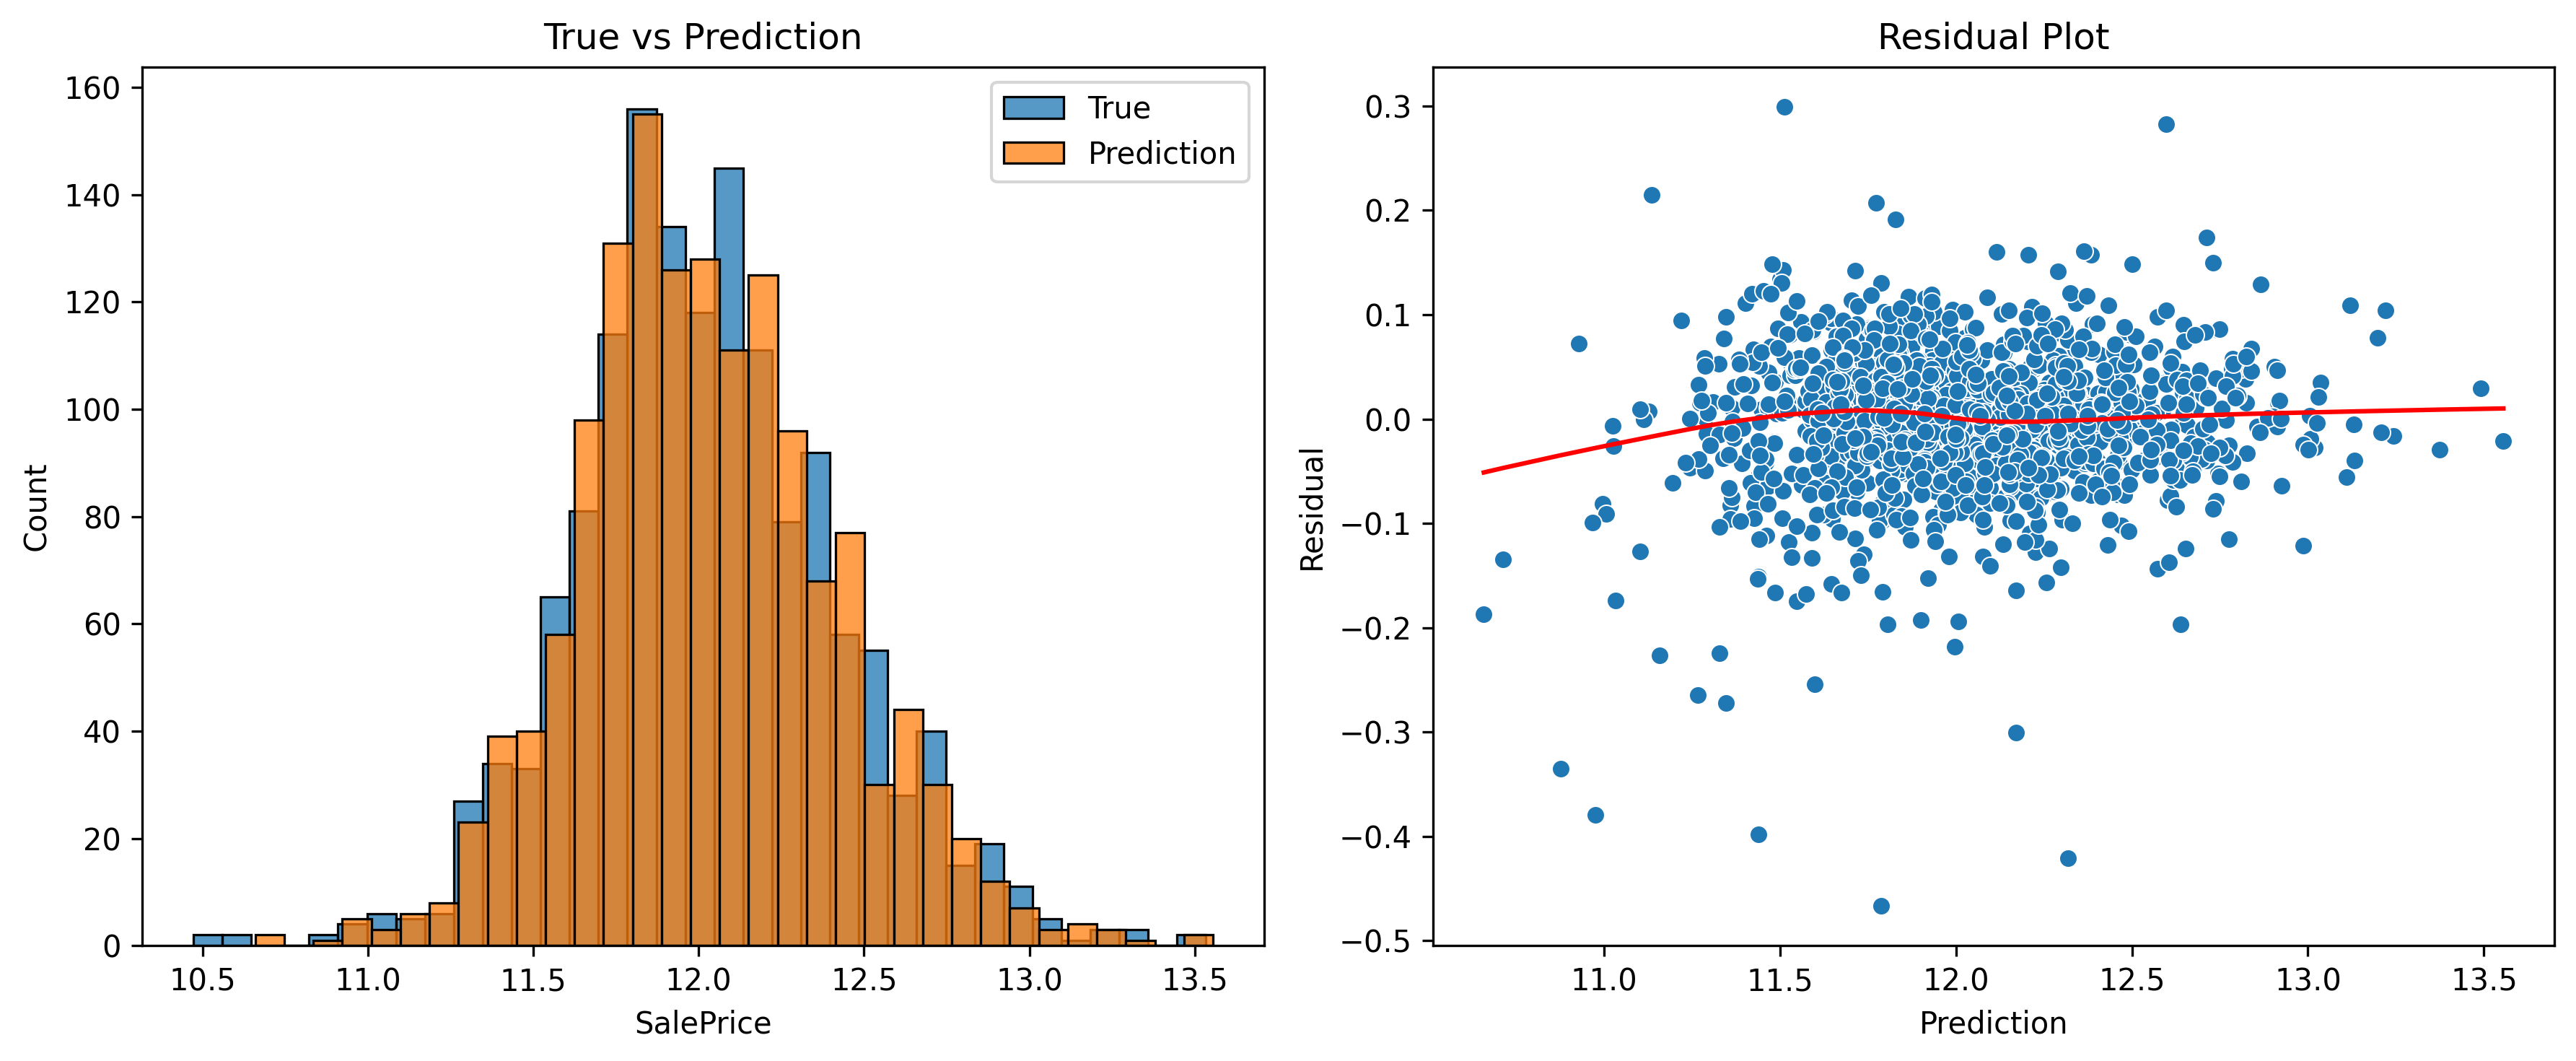 True vs Prediction
160
140
120
100
80
60
40
20
0
Count
10.5 11.0 11.5 12.0 12.5 13.0 13.5
SalePrice
True
Prediction
Residual Plot
0.3
0.2
0.1
0.0
−0.1
−0.2
−0.3
−0.4
−0.5
Residual
11.0 11.5 12.0 12.5 13.0 13.5
Prediction